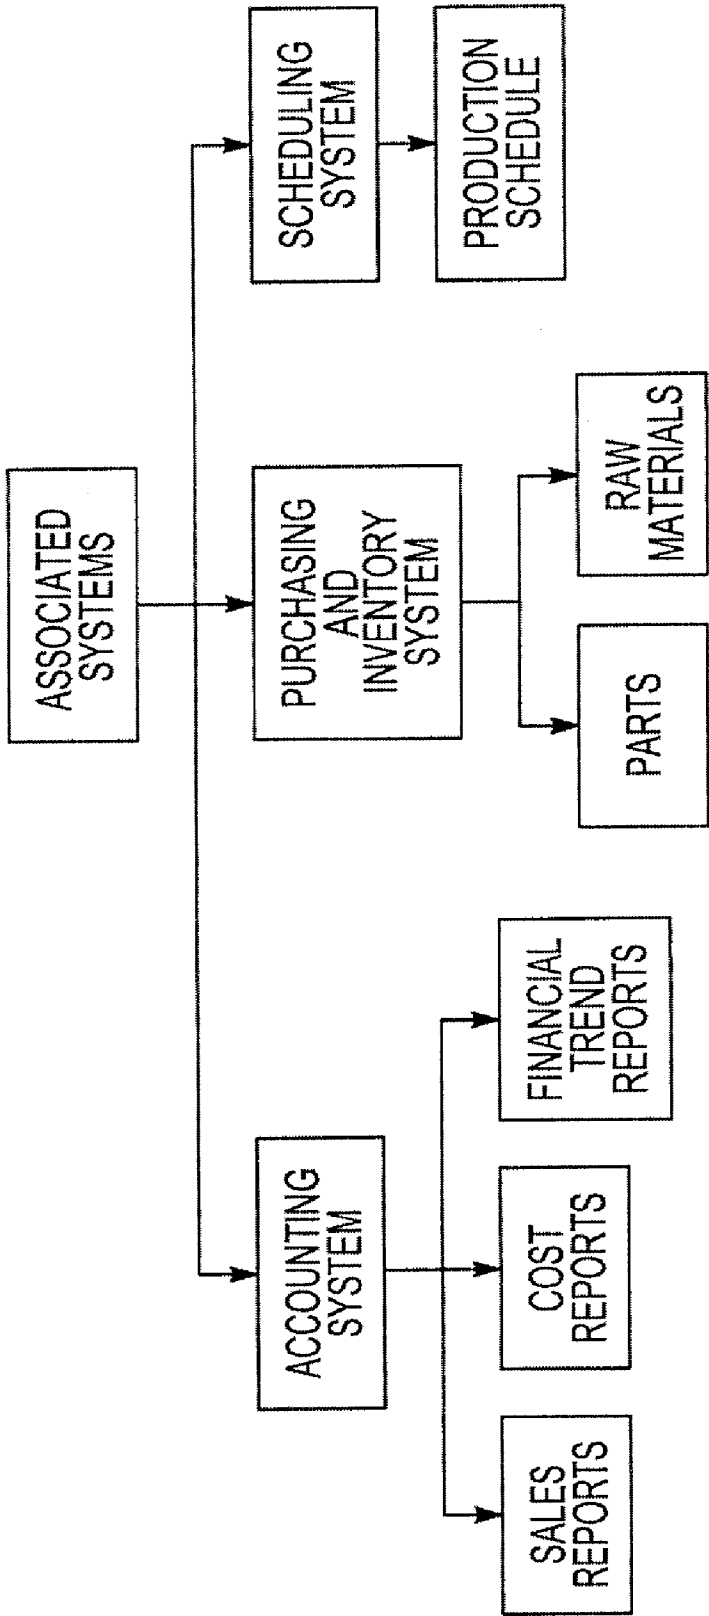 ASSOCIATED
SYSTEMS
ACCOUNTING
SYSTEM
PURCHASING
AND
INVENTORY
SYSTEM
SCHEDULING
SYSTEM
SALES
REPORTS
COST
REPORTS
FINANCIAL
TREND
REPORTS
PARTS
RAW
MATERIALS
PRODUCTION
SCHEDULE